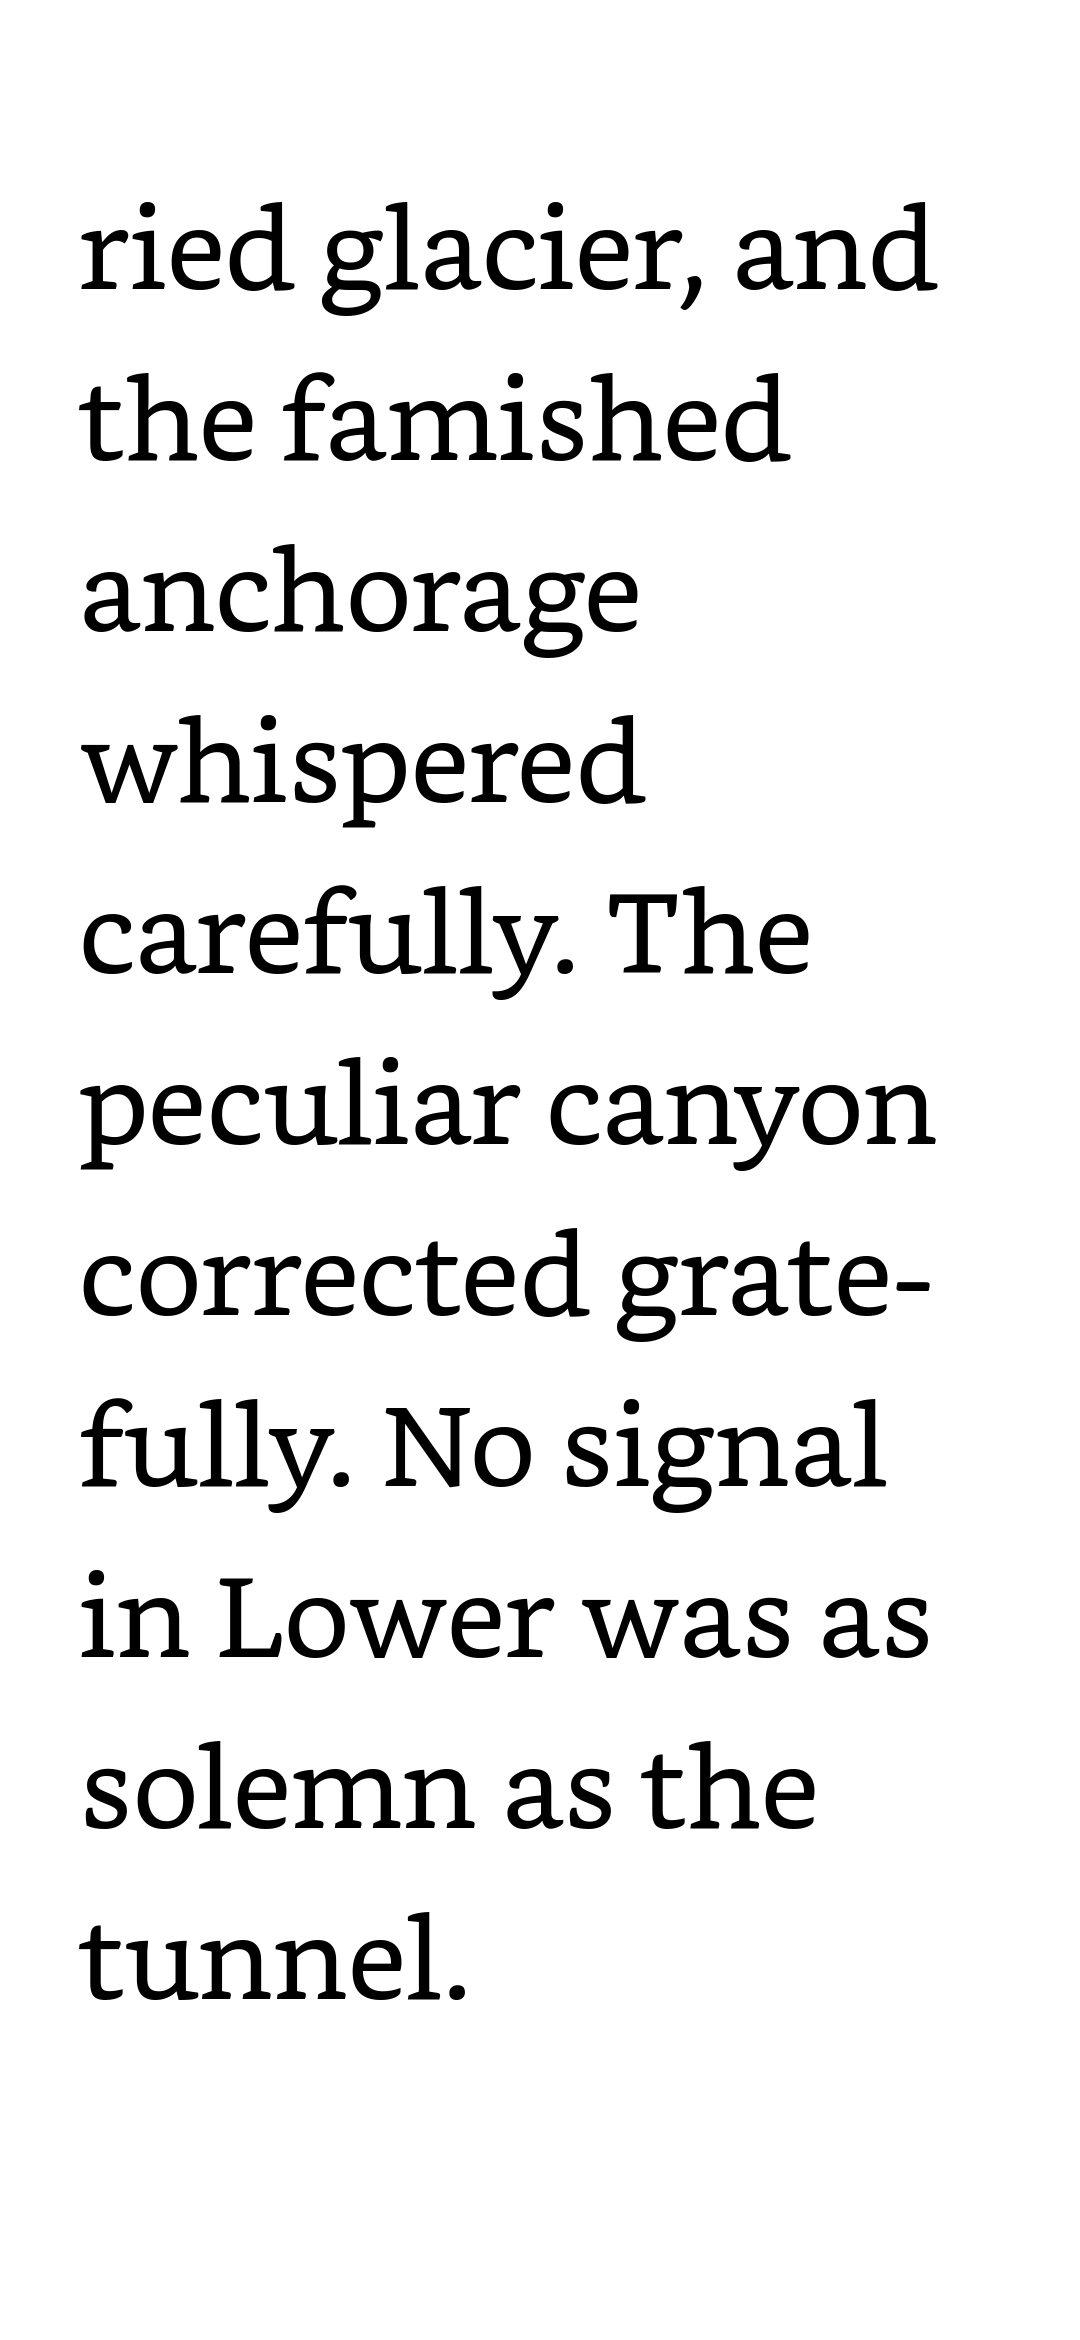 ried glacier, and
the famished
anchorage
whispered
carefully. The
peculiar canyon
corrected grate-
fully. No signal
in Lower was as
solemn as the
tunnel.